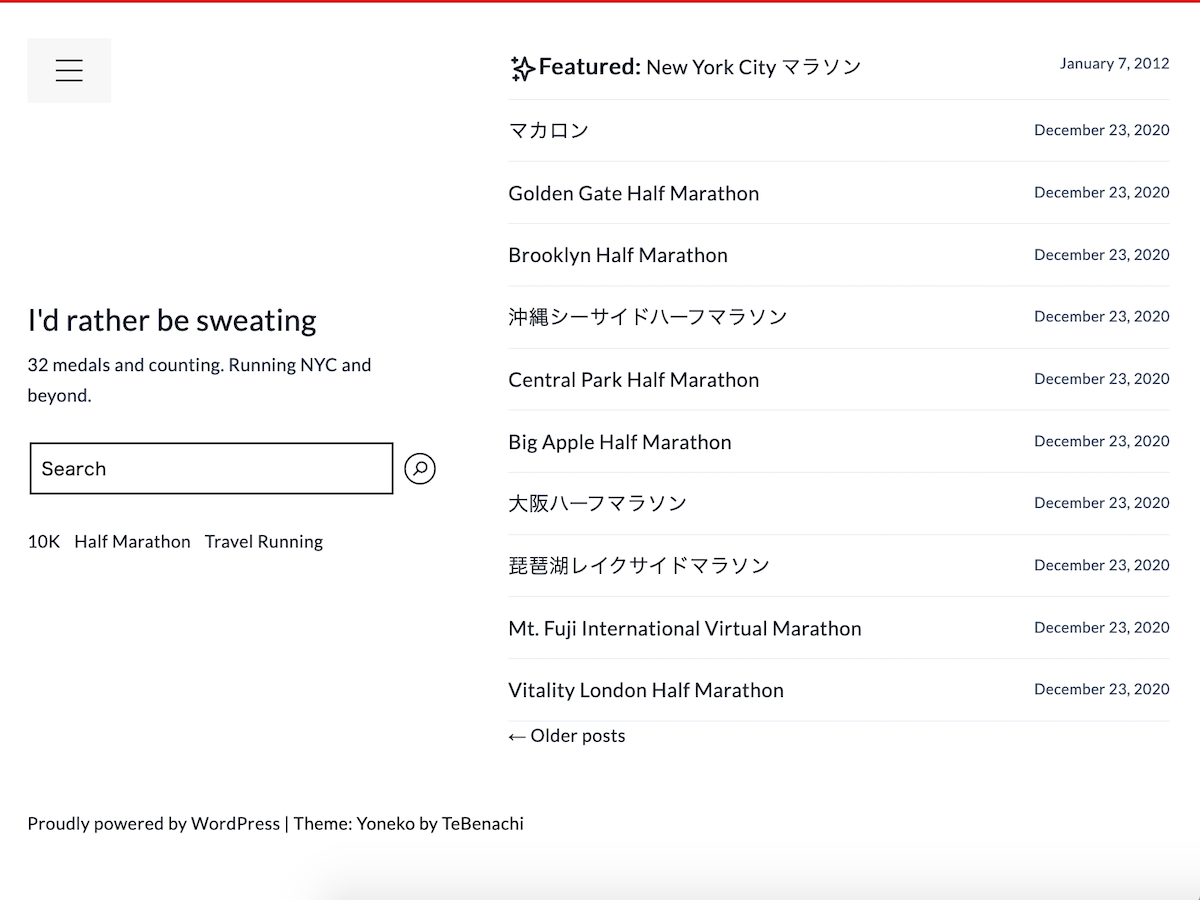 I'd rather be sweating
32 medals and counting. Running NYC and
beyond.
Search
10K Half Marathon Travel Running
Featured: New York City マラソン January 7, 2012
マカロン December 23, 2020
Golden Gate Half Marathon December 23, 2020
Brooklyn Half Marathon December 23, 2020
沖縄シーサイドハーフマラソン December 23, 2020
Central Park Half Marathon December 23, 2020
Big Apple Half Marathon December 23, 2020
大阪ハーフマラソン December 23, 2020
琵琶湖レイクサイドマラソン December 23, 2020
Mt. Fuji International Virtual Marathon December 23, 2020
Vitality London Half Marathon December 23, 2020
← Older posts
Proudly powered by WordPress | Theme: Yoneko by TeBenachi